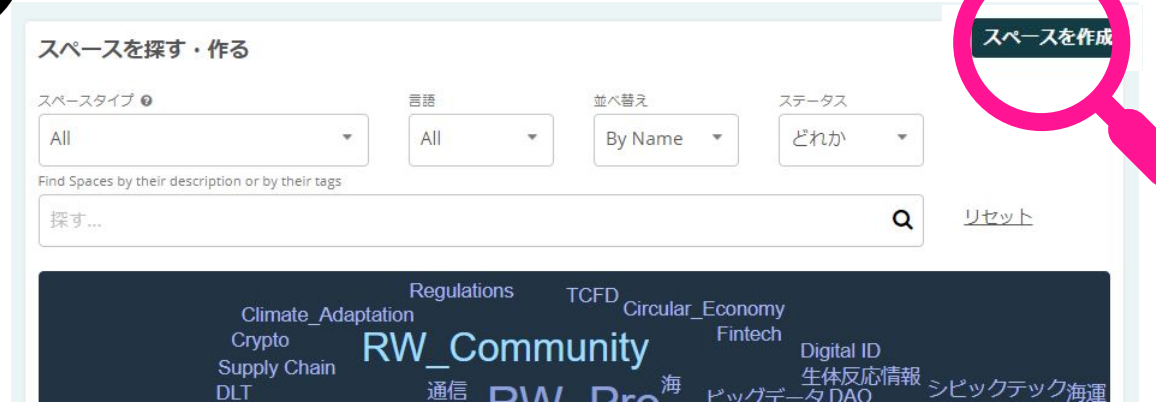 スペースを探す・作る
スペースを作成
スペースタイプ
言語
並べ替え
ステータス
All
All
By Name
どれか
Find Spaces by their description or by their tags
探す...
リセット
Regulations
TCFD
Climate_Adaptation
Circular_Economy
Crypto
RW_Community
Fintech
Supply Chain
Digital ID
DLT
通信
RW_Pro
海
ビッグデータ
DAO
生体反応情報
シビックテック
海運